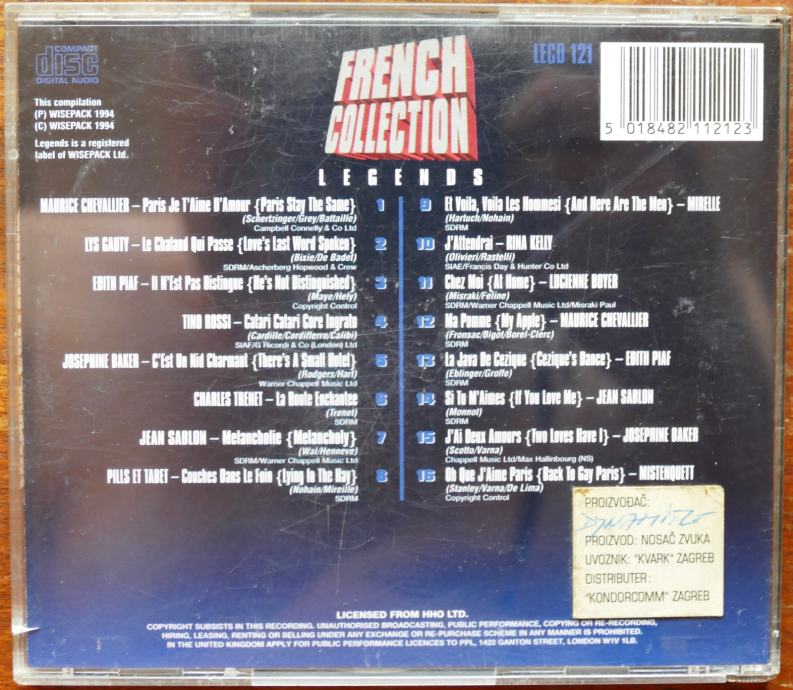 COMPACT
disc
DIGITAL AUDIO
This compilation
(P) WISEPACK 1994
(C) WISEPACK 1994
Legends is a registered
label of WISEPACK Ltd.
FRENCH
COLLECTION
LEGENDS
LECD 121
5 018482 112123
MAURICE CHEVALLIER – Paris Je T'Aime D'Amour {Paris Stay The Same} 1
(Schertzinger/Grey/Battaille)
Campbell Connelly & Co Ltd
LYS GAUTY – Le Chaland Qui Passe {Love's Last Word Spoken} 2
(Bixie/De Badet)
SDRM/Ascherberg Hopwood & Crew
EDITH PIAF – Il N'Est Pas Distingue {He's Not Distinguished} 3
(Maye/Hely)
Copyright Control
TINO ROSSI – Catari Catari Core Ingrato 4
(Cardille/Cordifferro/Calibi)
SIAF/G Ricordi & Co (London) Ltd
JOSEPHINE BAKER – C'Est Un Nid Charmant {There's A Small Hotel} 5
(Rodgers/Hart)
Warner Chappell Music Ltd
CHARLES TRENET – La Route Enchantee 6
(Trenet)
SDRM
JEAN SABLON – Melancholie {Melancholy} 7
(Wal/Henneve)
SDRM/Warner Chappell Music Ltd
PILLS ET TABET – Couches Dans Le Foin {Lying In The Hay} 8
(Nohain/Mireille)
SDRM
9 Et Voila, Voila Les Hommesi {And Here Are The Men} – MIRELLE
(Hartuch/Nohain)
SDRM
10 J'Attendrai – RINA KELLY
(Olivieri/Rastelli)
SIAE/Francis Day & Hunter Co Ltd
11 Chez Moi {At Home} – LUCIENNE BOYER
(Misraki/Feline)
SDRM/Warner Chappell Music Ltd/Misraki Paul
12 Ma Pomme {My Apple} – MAURICE CHEVALLIER
(Fronsac/Bigot/Borel-Clerc)
SDRM
13 La Java De Cezique {Cezique's Dance} – EDITH PIAF
(Eblinger/Groffe)
SDRM
14 Si Tu M'Aimes {If You Love Me} – JEAN SABLON
(Monnot)
SDRM
15 J'Ai Deux Amours {Two Loves Have I} – JOSEPHINE BAKER
(Scotto/Varna)
Chappell Music Ltd/Max Hallinbourg (NS)
16 Oh Que J'Aime Paris {Back To Gay Paris} – MISTENQUETT
(Stanley/Varna/De Lima)
Copyright Control
PROIZVOĐAČ:
PROIZVOD: NOSAČ ZVUKA
UVOZNIK: "KVARK" ZAGREB
DISTRIBUTER:
"KONDORCOMM" ZAGREB
LICENSED FROM HHO LTD.
COPYRIGHT SUBSISTS IN THIS RECORDING. UNAUTHORISED BROADCASTING, PUBLIC PERFORMANCE, COPYING OR RE-RECORDING,
HIRING, LEASING, RENTING OR SELLING UNDER ANY EXCHANGE OR RE-PURCHASE SCHEME IN ANY MANNER IS PROHIBITED.
IN THE UNITED KINGDOM APPLY FOR PUBLIC PERFORMANCE LICENCES TO PPL, 1422 GANTON STREET, LONDON W1V 1LB.